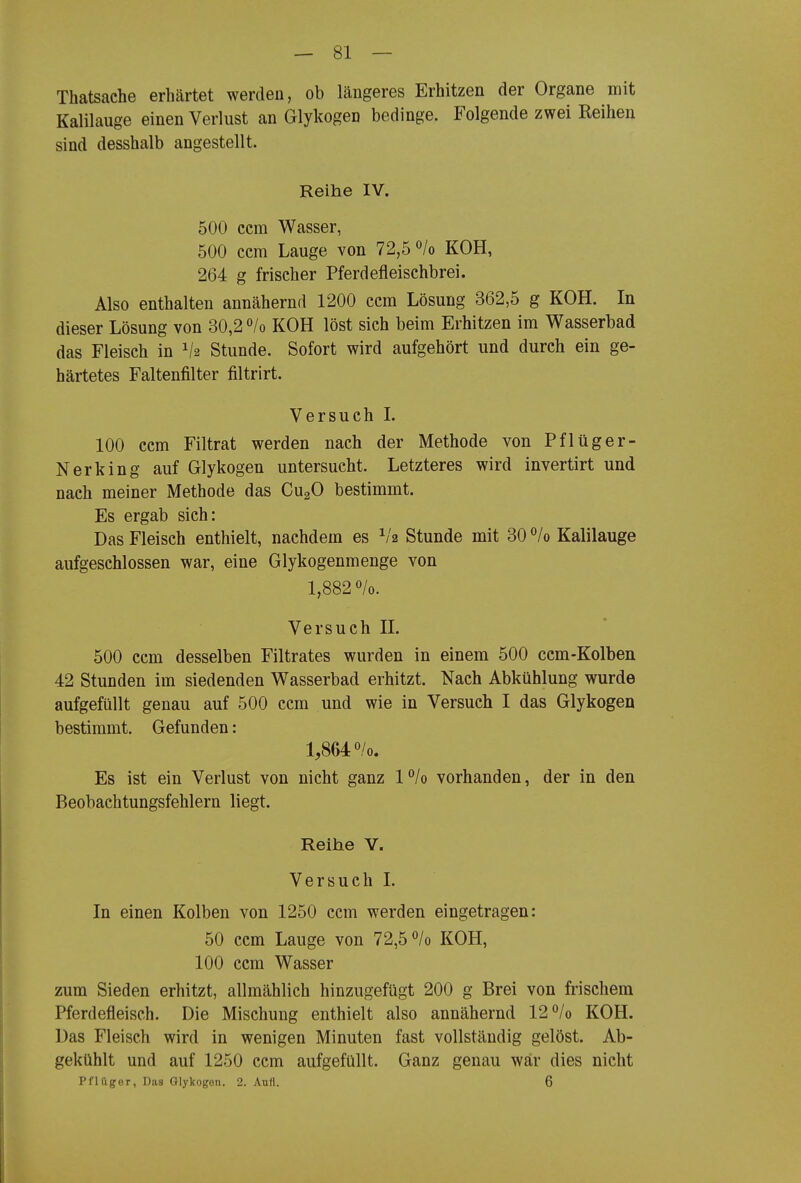 — 81 —
Thatsache erhärtet werden, ob längeres Erhitzen der Organe mit
Kalilauge einen Verlust an Glykogen bedinge. Folgende zwei Reihen
sind desshalb angestellt.
Reihe IV.
500 ccm Wasser,
500 ccm Lauge von 72,5 % KOH,
264 g frischer Pferdefleischbrei.
Also enthalten annähernd 1200 ccm Lösung 362,5 g KOH. In
dieser Lösung von 30,2 % KOH löst sich beim Erhitzen im Wasserbad
das Fleisch in ½ Stunde. Sofort wird aufgehört und durch ein ge-
härtetes Faltenfilter filtrirt.
Versuch I.
100 ccm Filtrat werden nach der Methode von Pflüger-
Nerking auf Glykogen untersucht. Letzteres wird invertirt und
nach meiner Methode das Cu₂O bestimmt.
Es ergab sich:
Das Fleisch enthielt, nachdem es ½ Stunde mit 30 % Kalilauge
aufgeschlossen war, eine Glykogenmenge von
1,882 %.
Versuch II.
500 ccm desselben Filtrates wurden in einem 500 ccm-Kolben
42 Stunden im siedenden Wasserbad erhitzt. Nach Abkühlung wurde
aufgefüllt genau auf 500 ccm und wie in Versuch I das Glykogen
bestimmt. Gefunden:
1,864 %.
Es ist ein Verlust von nicht ganz 1 % vorhanden, der in den
Beobachtungsfehlern liegt.
Reihe V.
Versuch I.
In einen Kolben von 1250 ccm werden eingetragen:
50 ccm Lauge von 72,5 % KOH,
100 ccm Wasser
zum Sieden erhitzt, allmählich hinzugefügt 200 g Brei von frischem
Pferdefleisch. Die Mischung enthielt also annähernd 12 % KOH.
Das Fleisch wird in wenigen Minuten fast vollständig gelöst. Ab-
gekühlt und auf 1250 ccm aufgefüllt. Ganz genau war dies nicht
Pflüger, Das Glykogen. 2. Aufl. 6